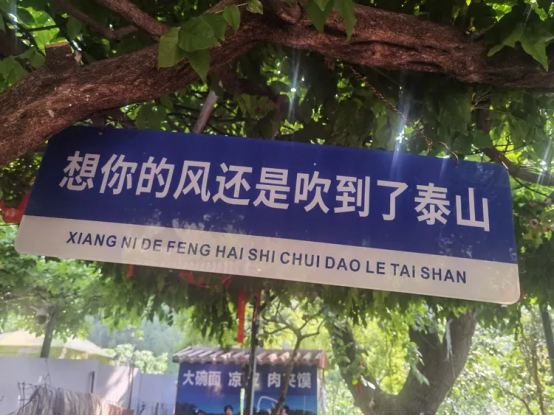 想你的风还是吹到了泰山
XIANG NI DE FENG HAI SHI CHUI DAO LE TAI SHAN
大碗面 凉 肉夹馍